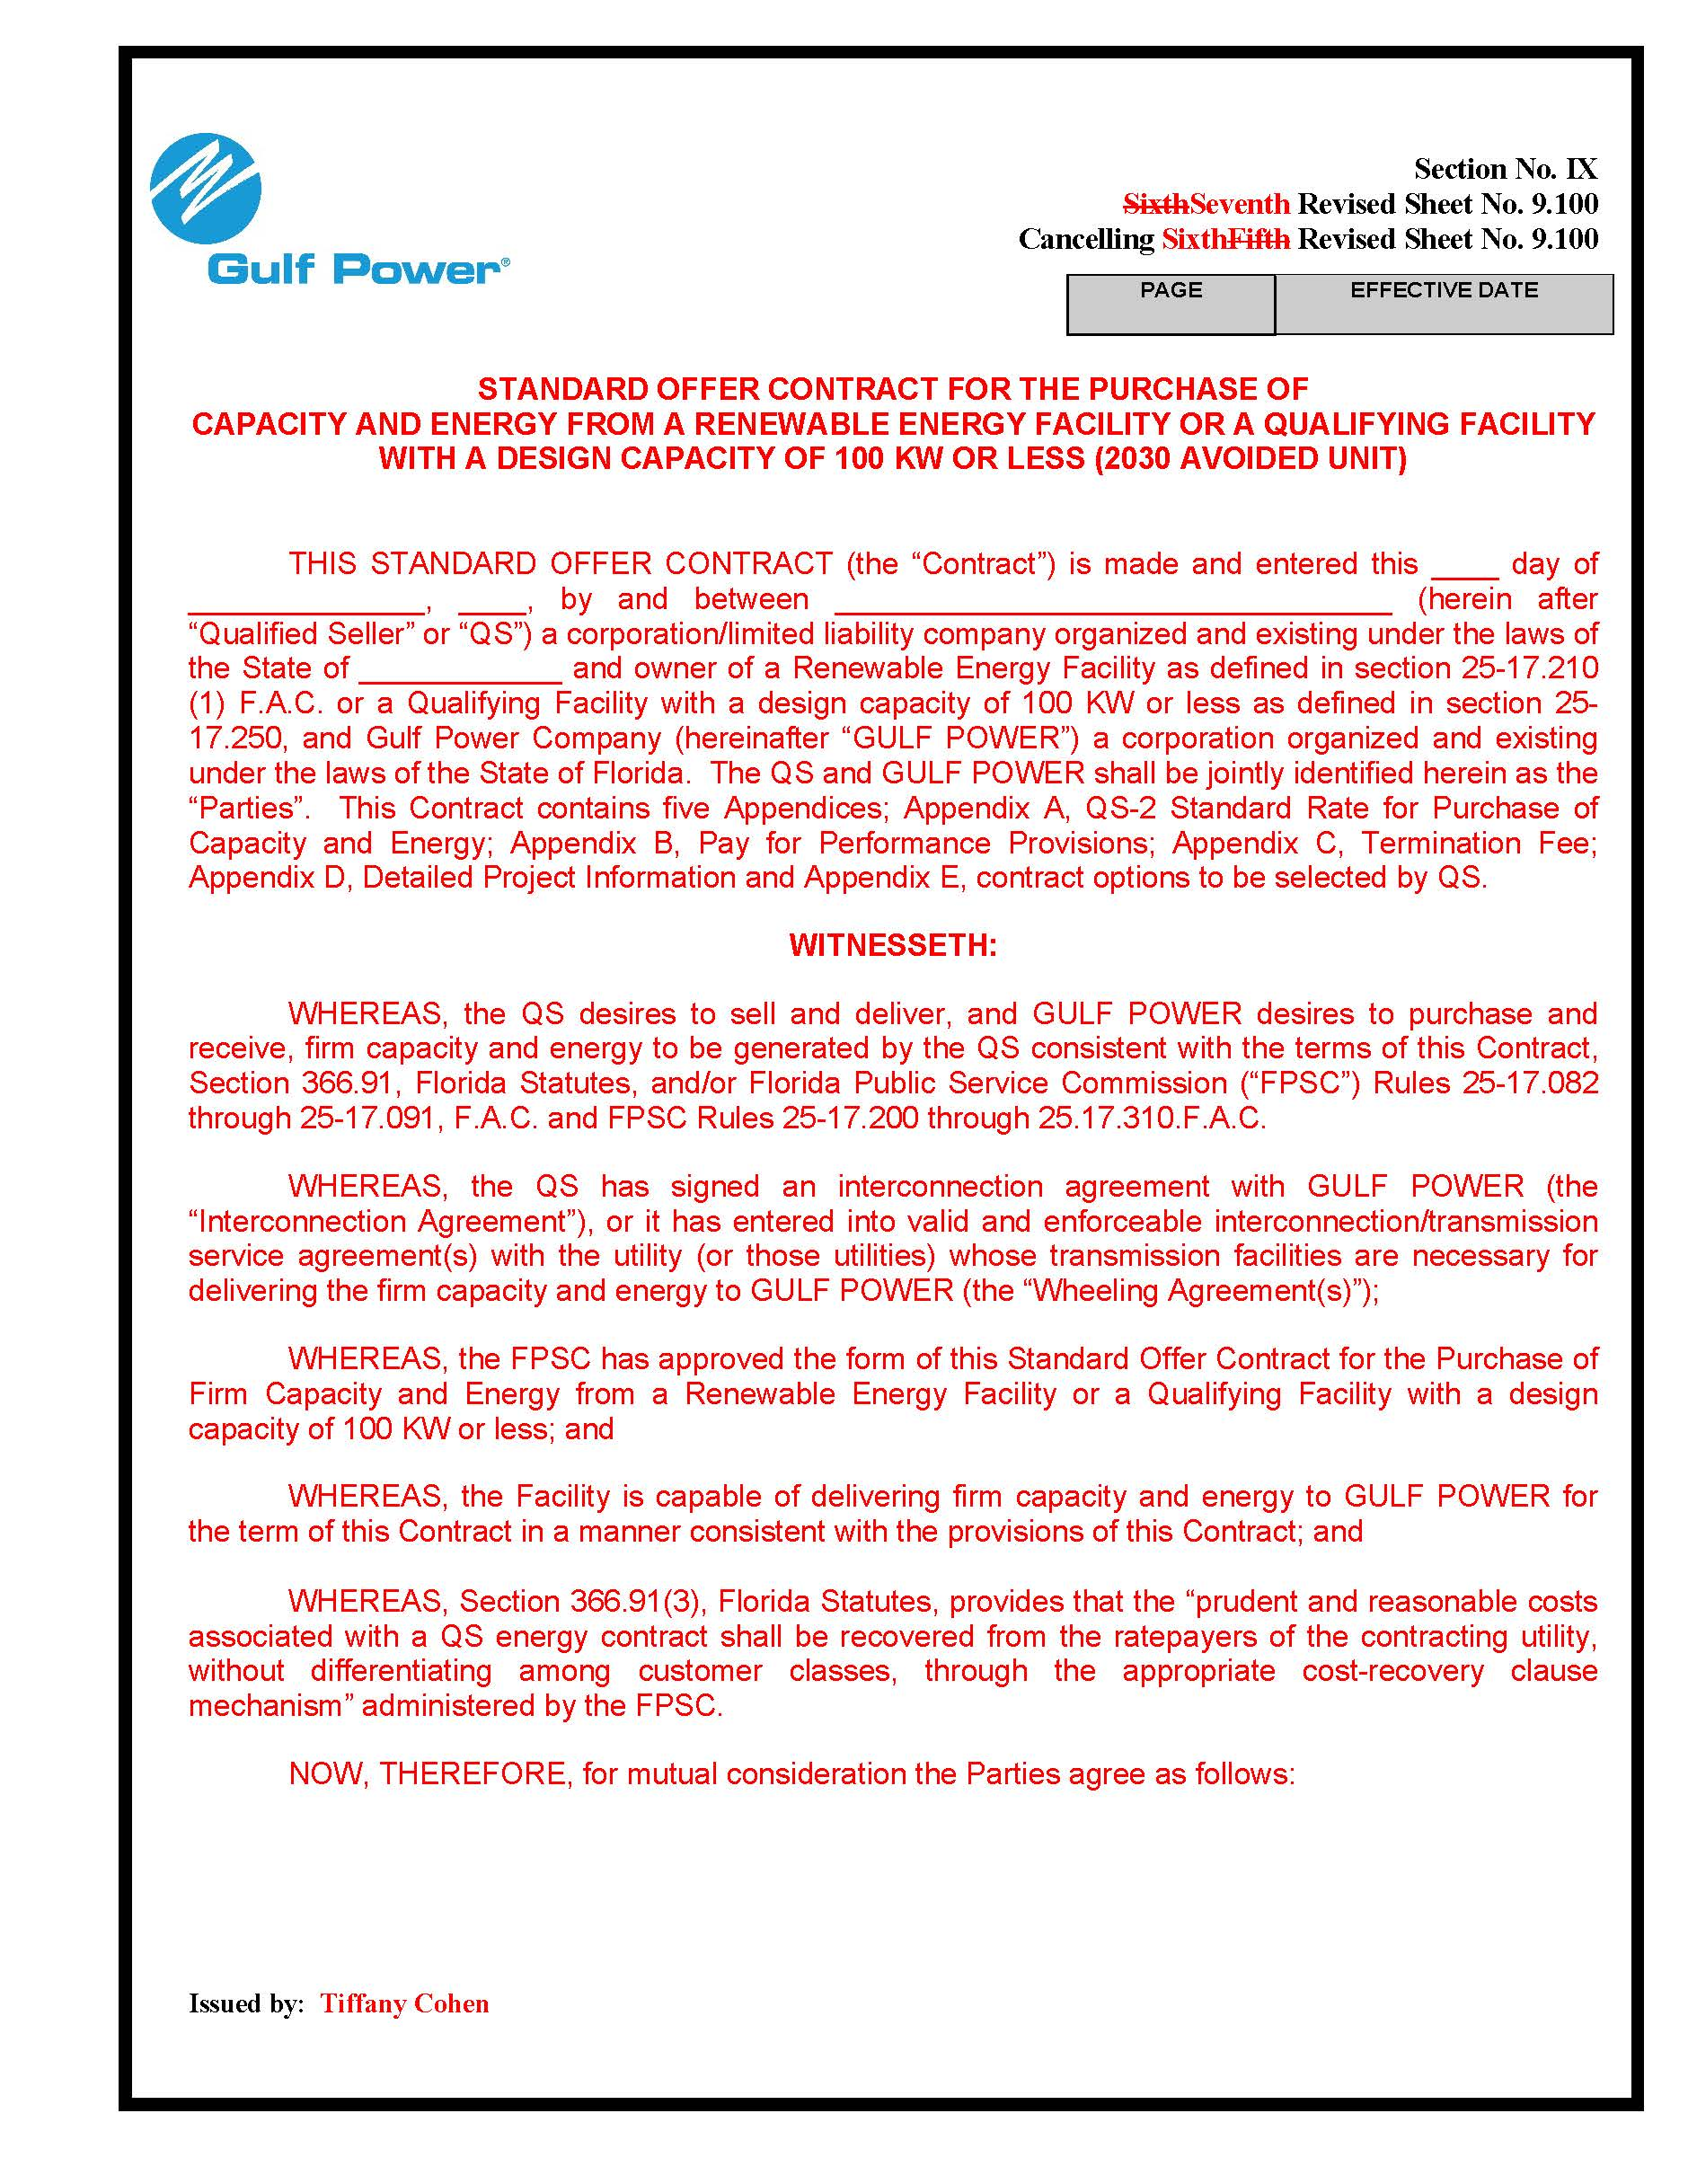 Gulf Power®
Section No. IX
SixthSeventh Revised Sheet No. 9.100
Cancelling SixthFifth Revised Sheet No. 9.100
PAGE EFFECTIVE DATE
STANDARD OFFER CONTRACT FOR THE PURCHASE OF
CAPACITY AND ENERGY FROM A RENEWABLE ENERGY FACILITY OR A QUALIFYING FACILITY
WITH A DESIGN CAPACITY OF 100 KW OR LESS (2030 AVOIDED UNIT)
THIS STANDARD OFFER CONTRACT (the “Contract”) is made and entered this ____ day of
______________, ____, by and between _________________________________ (herein after
“Qualified Seller” or “QS”) a corporation/limited liability company organized and existing under the laws of
the State of ____________ and owner of a Renewable Energy Facility as defined in section 25-17.210
(1) F.A.C. or a Qualifying Facility with a design capacity of 100 KW or less as defined in section 25-
17.250, and Gulf Power Company (hereinafter “GULF POWER”) a corporation organized and existing
under the laws of the State of Florida. The QS and GULF POWER shall be jointly identified herein as the
“Parties”. This Contract contains five Appendices; Appendix A, QS-2 Standard Rate for Purchase of
Capacity and Energy; Appendix B, Pay for Performance Provisions; Appendix C, Termination Fee;
Appendix D, Detailed Project Information and Appendix E, contract options to be selected by QS.
WITNESSETH:
WHEREAS, the QS desires to sell and deliver, and GULF POWER desires to purchase and
receive, firm capacity and energy to be generated by the QS consistent with the terms of this Contract,
Section 366.91, Florida Statutes, and/or Florida Public Service Commission (“FPSC”) Rules 25-17.082
through 25-17.091, F.A.C. and FPSC Rules 25-17.200 through 25.17.310.F.A.C.
WHEREAS, the QS has signed an interconnection agreement with GULF POWER (the
“Interconnection Agreement”), or it has entered into valid and enforceable interconnection/transmission
service agreement(s) with the utility (or those utilities) whose transmission facilities are necessary for
delivering the firm capacity and energy to GULF POWER (the “Wheeling Agreement(s)”);
WHEREAS, the FPSC has approved the form of this Standard Offer Contract for the Purchase of
Firm Capacity and Energy from a Renewable Energy Facility or a Qualifying Facility with a design
capacity of 100 KW or less; and
WHEREAS, the Facility is capable of delivering firm capacity and energy to GULF POWER for
the term of this Contract in a manner consistent with the provisions of this Contract; and
WHEREAS, Section 366.91(3), Florida Statutes, provides that the “prudent and reasonable costs
associated with a QS energy contract shall be recovered from the ratepayers of the contracting utility,
without differentiating among customer classes, through the appropriate cost-recovery clause
mechanism” administered by the FPSC.
NOW, THEREFORE, for mutual consideration the Parties agree as follows:
Issued by: Tiffany Cohen